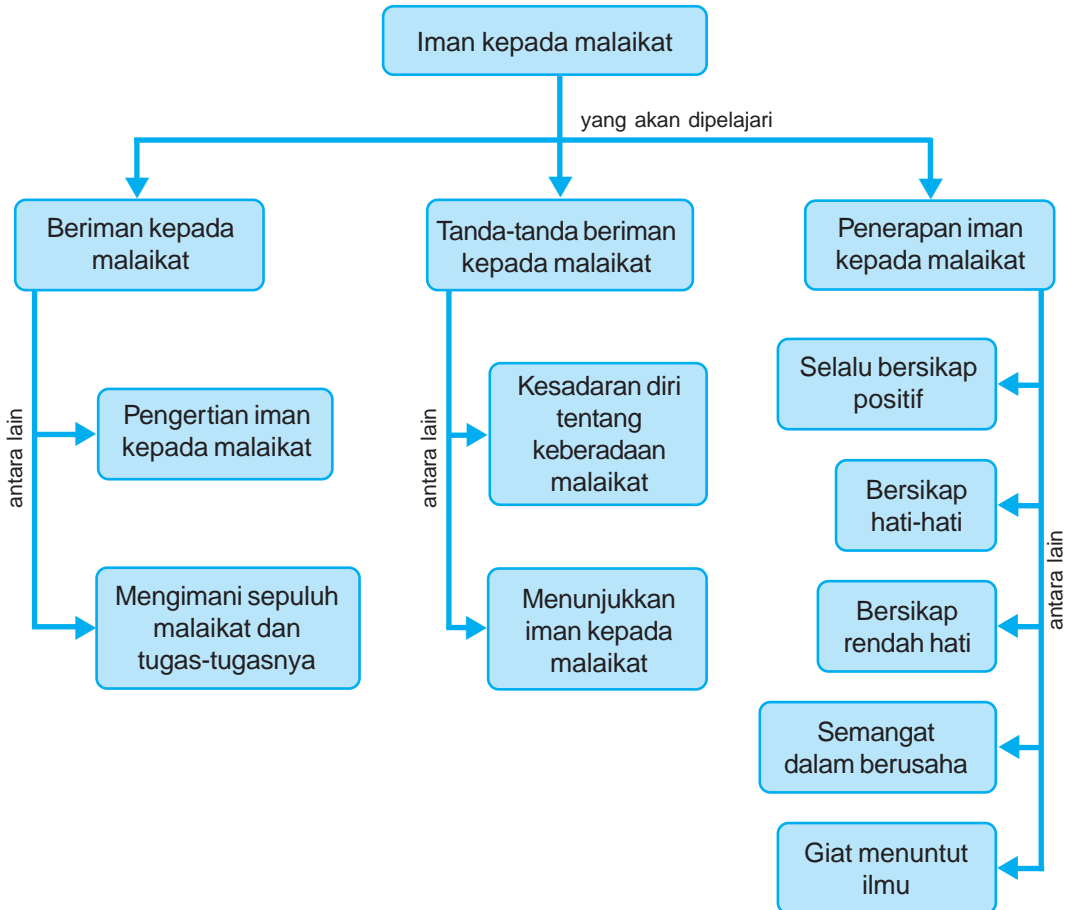 Iman kepada malaikat
yang akan dipelajari
Beriman kepada
malaikat
antara lain
Pengertian iman
kepada malaikat
Mengimani sepuluh
malaikat dan
tugas-tugasnya
Tanda-tanda beriman
kepada malaikat
antara lain
Kesadaran diri
tentang
keberadaan
malaikat
Menunjukkan
iman kepada
malaikat
Penerapan iman
kepada malaikat
antara lain
Selalu bersikap
positif
Bersikap
hati-hati
Bersikap
rendah hati
Semangat
dalam berusaha
Giat menuntut
ilmu